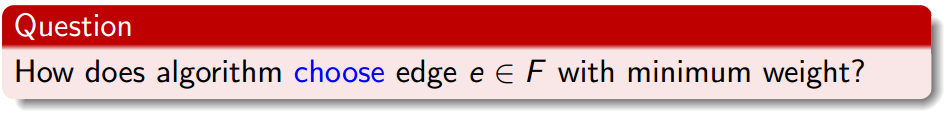 Question
How does algorithm choose edge e ∈ F with minimum weight?